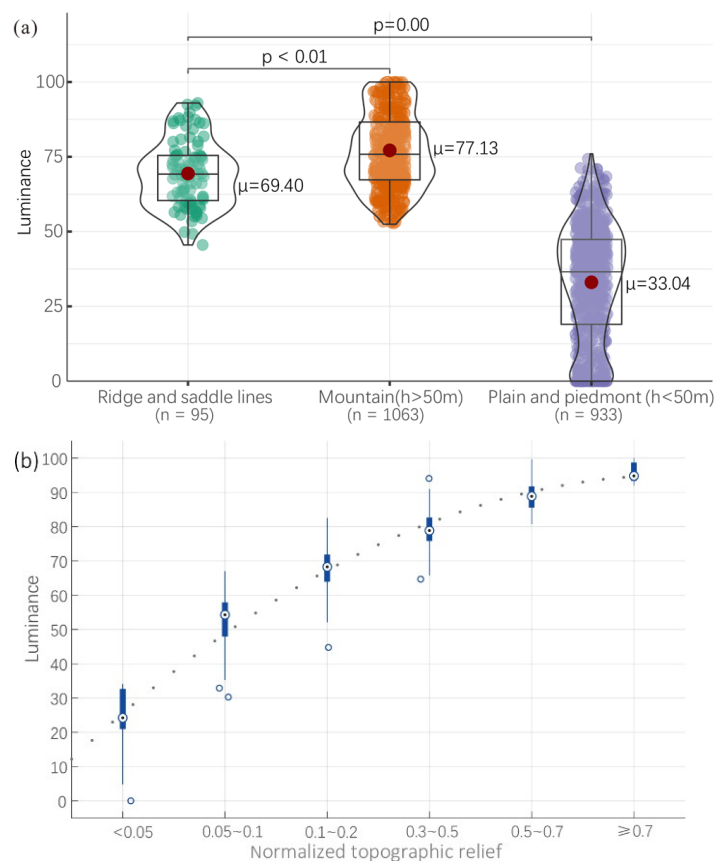 (a)
p=0.00
p < 0.01
100
75
50
25
0
Luminance
μ=69.40
μ=77.13
μ=33.04
Ridge and saddle lines
(n = 95)
Mountain(h>50m)
(n = 1063)
Plain and piedmont (h<50m)
(n = 933)
(b)
100
90
80
70
60
50
40
30
20
10
0
Luminance
<0.05
0.05~0.1
0.1~0.2
0.3~0.5
0.5~0.7
≥0.7
Normalized topographic relief